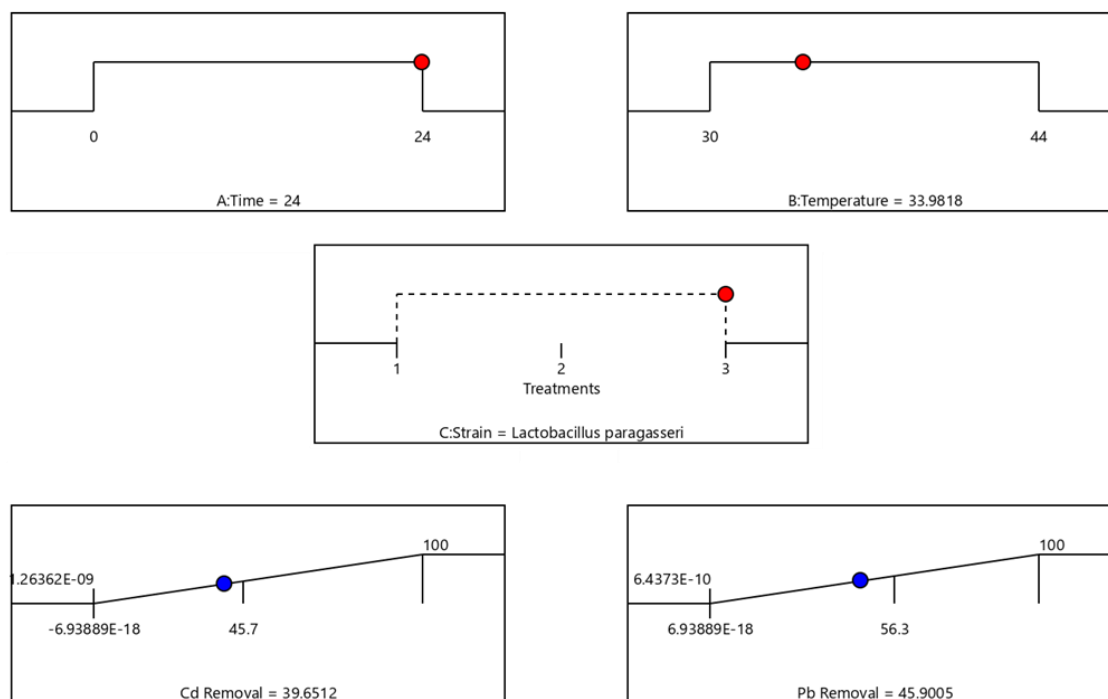 0 24
A:Time = 24
30 44
B:Temperature = 33.9818
1 2 3
Treatments
C:Strain = Lactobacillus paragasseri
1.26362E-09 100
-6.93889E-18 45.7
Cd Removal = 39.6512
6.4373E-10 100
6.93889E-18 56.3
Pb Removal = 45.9005